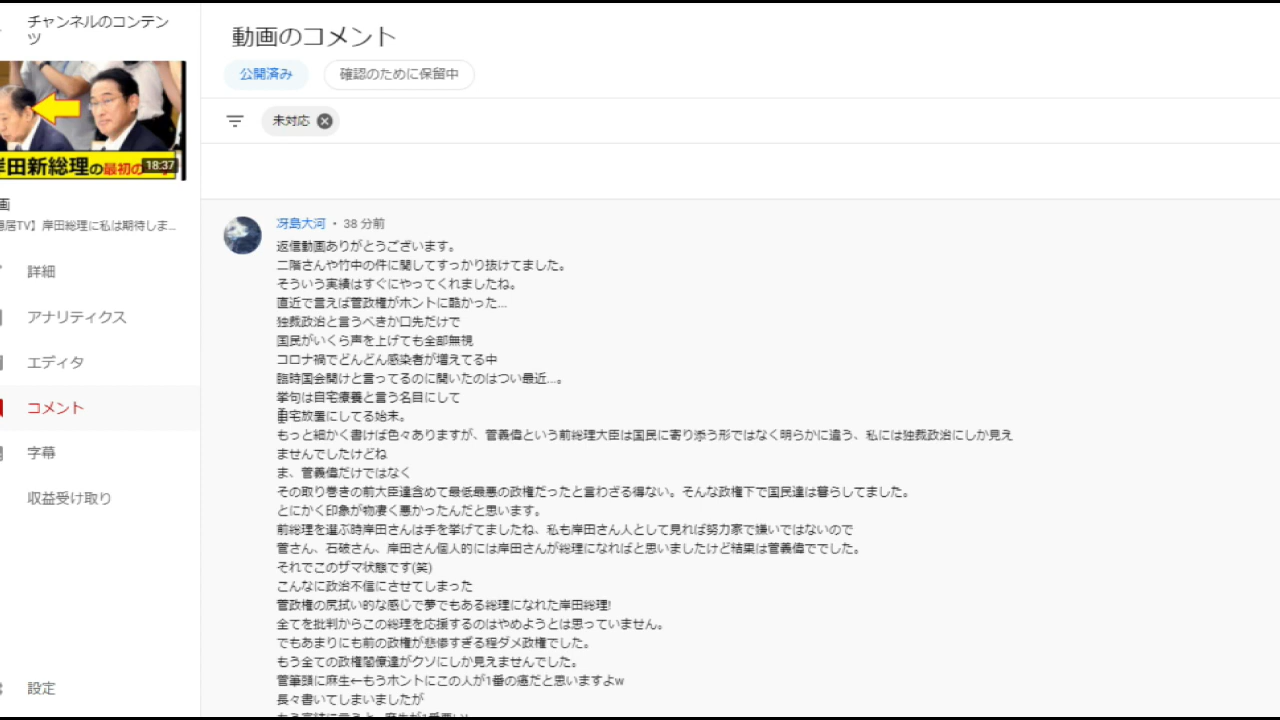 チャンネルのコンテン
ツ
岸田新総理の最初の
18:37
画
居TV】岸田総理に私は期待しま...
詳細
アナリティクス
エディタ
コメント
字幕
収益受け取り
設定
動画のコメント
公開済み
確認のために保留中
未対応
冴島大河 • 38 分前
返信動画ありがとうございます。
二階さんや竹中の件に関してすっかり抜けてました。
そういう実績はすぐにやってくれましたね。
直近で言えば菅政権がホントに酷かった...
独裁政治と言うべきか口先だけで
国民がいくら声を上げても全部無視
コロナ禍でどんどん感染者が増えてる中
臨時国会開けと言ってるのに開いたのはつい最近...。
挙句は自宅療養と言う名目にして
自宅放置にしてる始末。
もっと細かく書けば色々ありますが、菅義偉という前総理大臣は国民に寄り添う形ではなく明らかに違う、私には独裁政治にしか見え
ませんでしたけどね
ま、菅義偉だけではなく
その取り巻きの前大臣達含めて最低最悪の政権だったと言わざる得ない。そんな政権下で国民達は暮らしてました。
とにかく印象が物凄く悪かったんだと思います。
前総理を選ぶ時岸田さんは手を挙げてましたね、私も岸田さん人として見れば努力家で嫌いではないので
菅さん、石破さん、岸田さん個人的には岸田さんが総理になればと思いましたけど結果は菅義偉ででした。
それでこのザマ状態です(笑)
こんなに政治不信にさせてしまった
菅政権の尻拭い的な感じで夢でもある総理になれた岸田総理!
全てを批判からこの総理を応援するのはやめようとは思っていません。
でもあまりにも前の政権が悲惨すぎる程ダメ政権でした。
もう全ての政権閣僚達がクソにしか見えませんでした。
菅筆頭に麻生←もうホントにこの人が1番の癌だと思いますよw
長々書いてしまいましたが